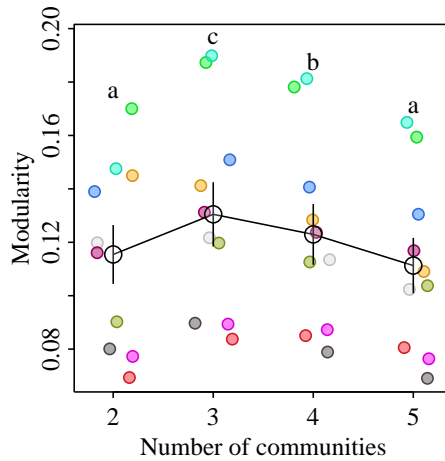 0.20
c
b
a
a
0.16
Modularity
0.12
0.08
2
3
4
5
Number of communities